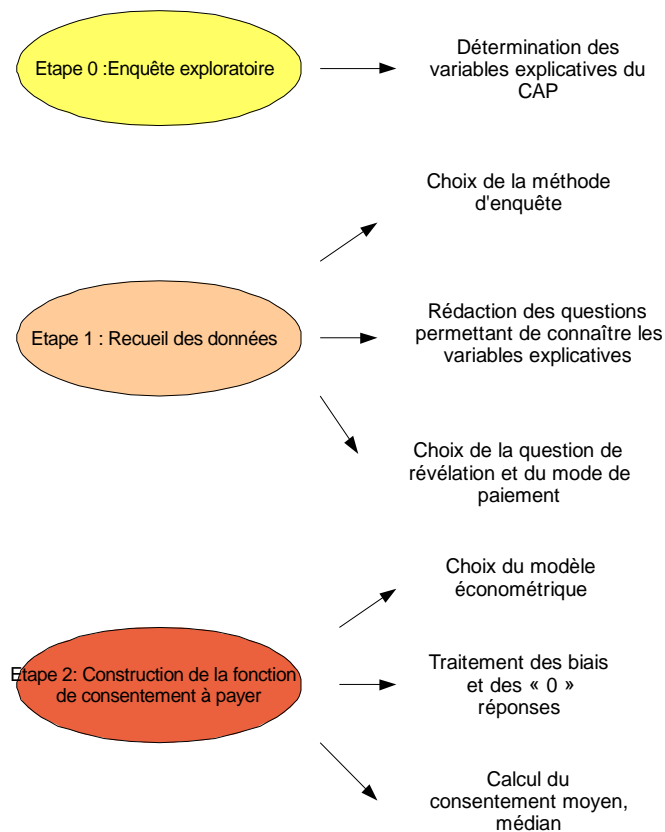 Etape 0 :Enquête exploratoire
Détermination des
variables explicatives du
CAP
Choix de la méthode
d'enquête
Etape 1 : Recueil des données
Rédaction des questions
permettant de connaître les
variables explicatives
Choix de la question de
révélation et du mode de
paiement
Choix du modèle
économétrique
Etape 2: Construction de la fonction
de consentement à payer
Traitement des biais
et des « 0 »
réponses
Calcul du
consentement moyen,
médian